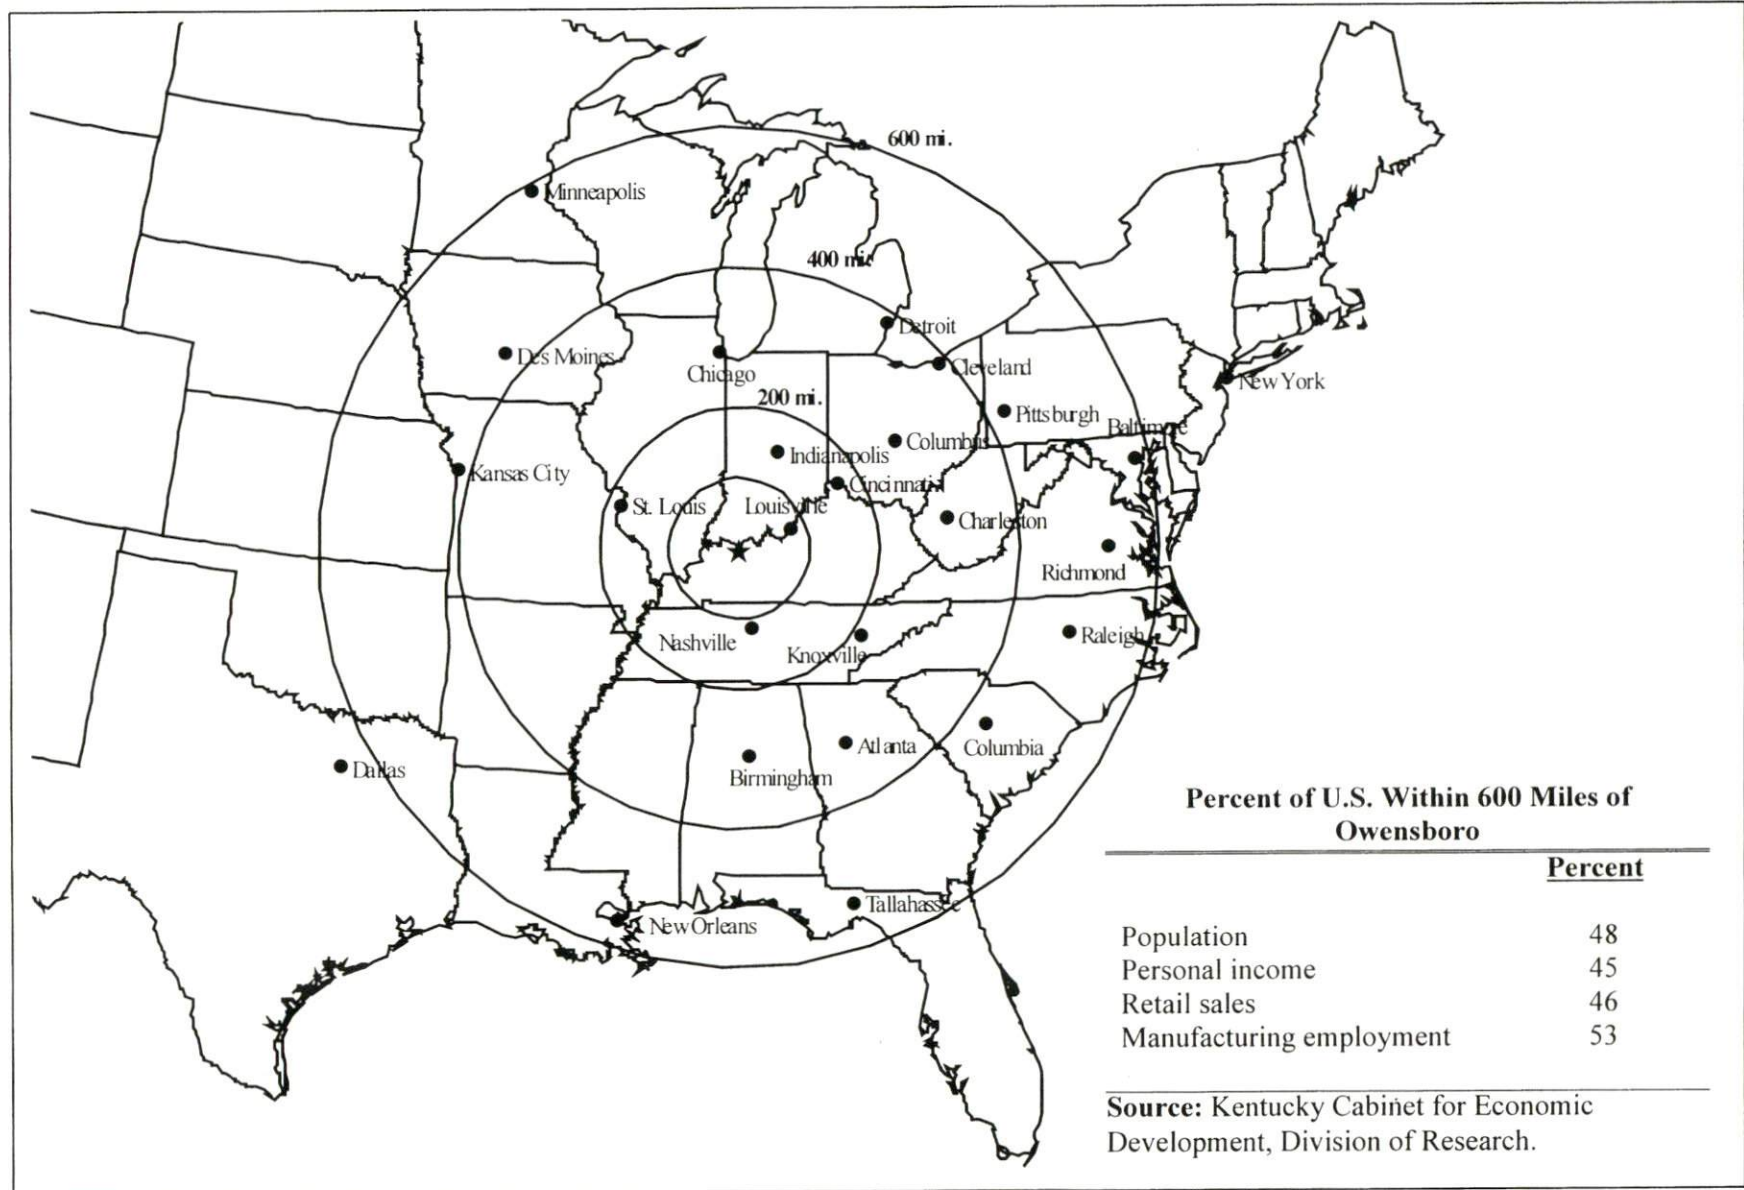 600 mi.
Minneapolis
400 mi.
Detroit
Des Moines
Chicago
Cleveland
New York
200 mi.
Pittsburgh
Baltimore
Columbus
Indianapolis
Kansas City
Cincinnati
St. Louis
Louisville
Charleston
Richmond
Nashville
Knoxville
Raleigh
Atlanta
Columbia
Dallas
Birmingham
Tallahassee
New Orleans
Percent of U.S. Within 600 Miles of
Owensboro
Percent
Population 48
Personal income 45
Retail sales 46
Manufacturing employment 53
Source: Kentucky Cabinet for Economic
Development, Division of Research.